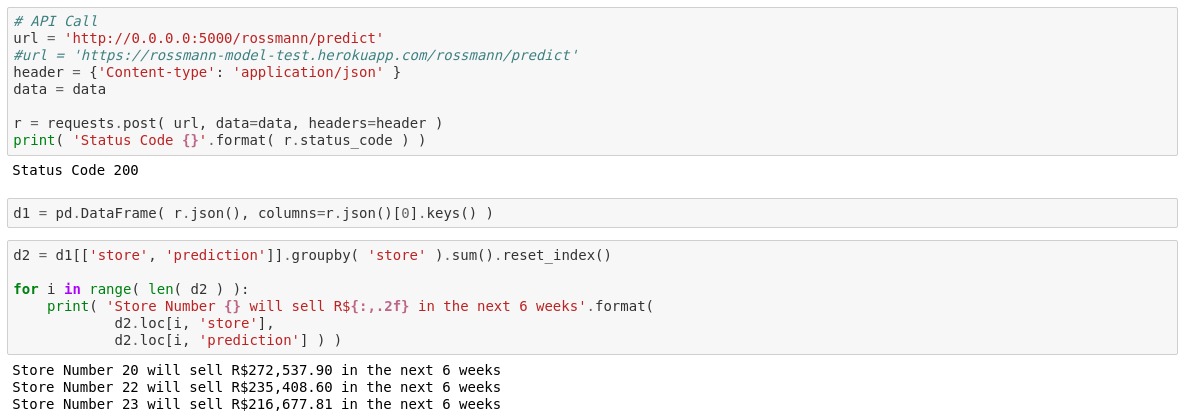 # API Call
url = 'http://0.0.0.0:5000/rossmann/predict'
#url = 'https://rossmann-model-test.herokuapp.com/rossmann/predict'
header = {'Content-type': 'application/json' }
data = data

r = requests.post( url, data=data, headers=header )
print( 'Status Code {}'.format( r.status_code ) )
Status Code 200
d1 = pd.DataFrame( r.json(), columns=r.json()[0].keys() )
d2 = d1[['store', 'prediction']].groupby( 'store' ).sum().reset_index()

for i in range( len( d2 ) ):
    print( 'Store Number {} will sell R${:,.2f} in the next 6 weeks'.format(
            d2.loc[i, 'store'],
            d2.loc[i, 'prediction'] ) )
Store Number 20 will sell R$272,537.90 in the next 6 weeks
Store Number 22 will sell R$235,408.60 in the next 6 weeks
Store Number 23 will sell R$216,677.81 in the next 6 weeks